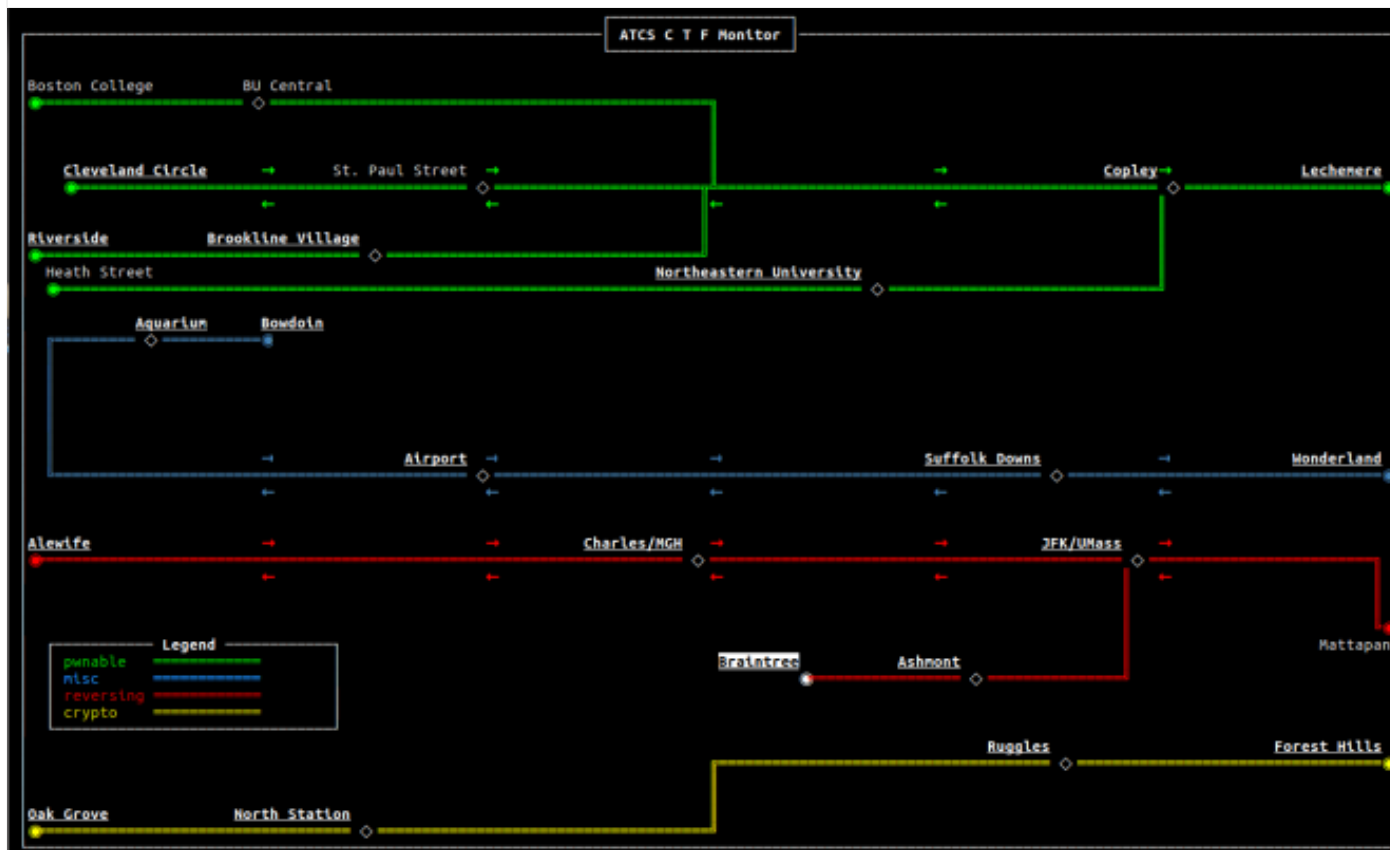 ATCS C T F Monitor
Boston College BU Central
Cleveland Circle → St. Paul Street → → Copley→ Lechemere
← ← ← ←
Riverside Brookline Village
Heath Street Northeastern University
Aquarium Bowdoin
→ Airport → → Suffolk Downs → Wonderland
← ← ← ← ←
Alewife → → Charles/MGH → → JFK/UMass →
← ← ← ← ←
Legend
Mattapan
pwnable
Braintree Ashmont
misc
reversing
crypto
Ruggles Forest Hills
Oak Grove North Station